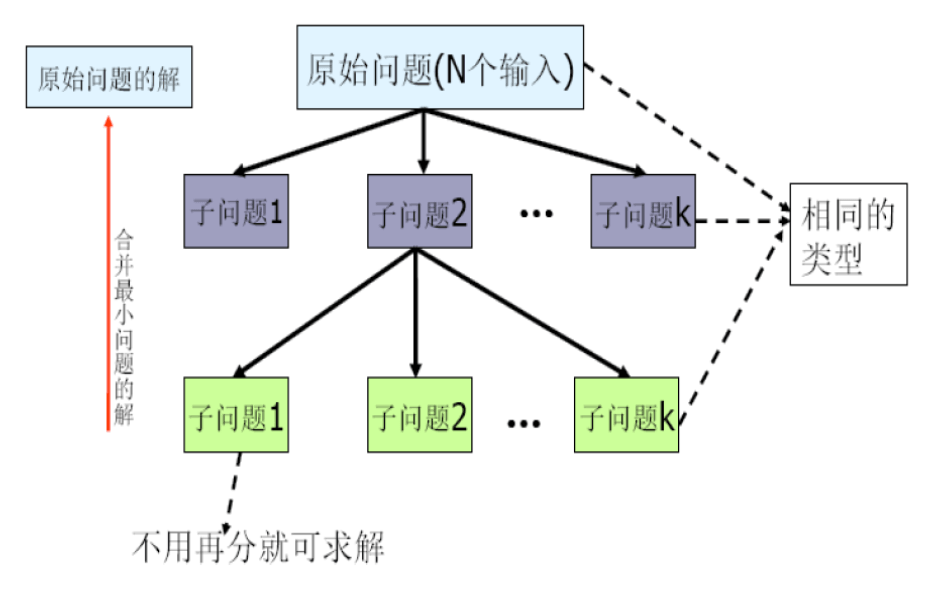 原始问题的解
原始问题(N个输入)
子问题1
子问题2
...
子问题k
相同的
类型
合并最小问题的解
子问题1
子问题2
...
子问题k
不用再分就可求解